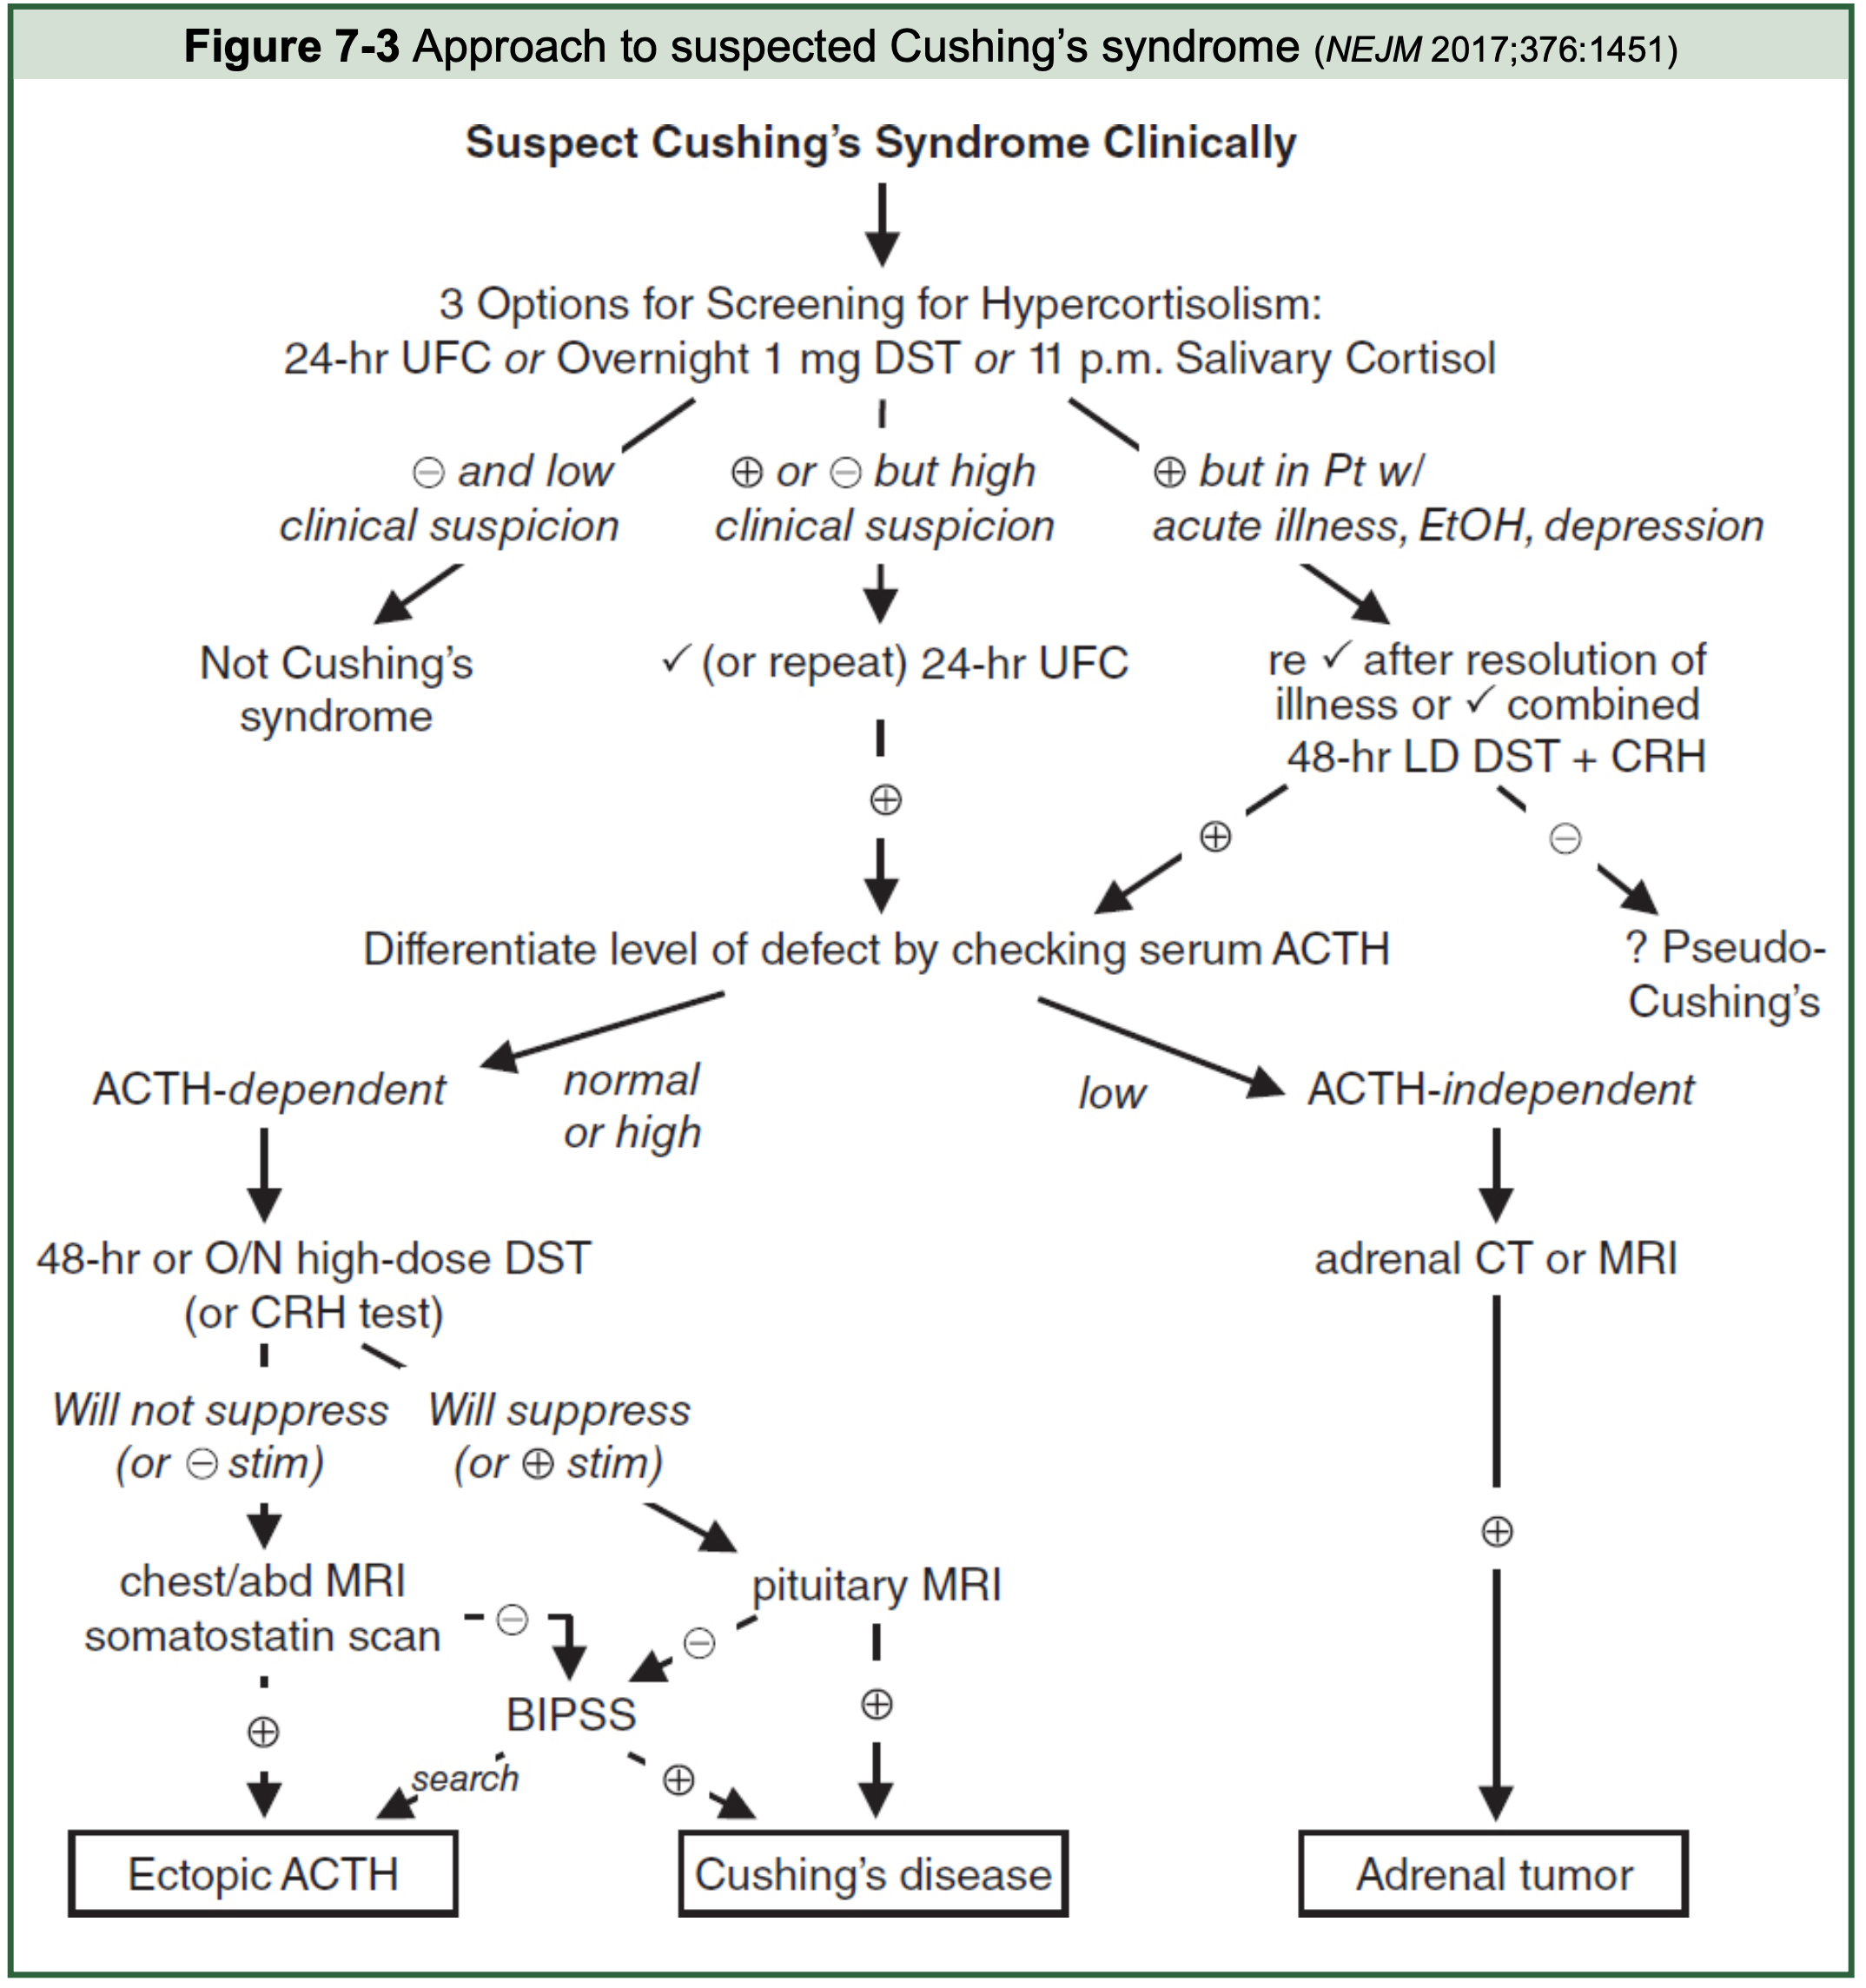 Figure 7-3 Approach to suspected Cushing's syndrome (NEJM 2017;376:1451)
Suspect Cushing's Syndrome Clinically
3 Options for Screening for Hypercortisolism:
24-hr UFC or Overnight 1 mg DST or 11 p.m. Salivary Cortisol
⊖ and low
clinical suspicion
⊕ or ⊖ but high
clinical suspicion
⊕ but in Pt w/
acute illness, EtOH, depression
Not Cushing's
syndrome
✓ (or repeat) 24-hr UFC
re ✓ after resolution of
illness or ✓ combined
48-hr LD DST + CRH
⊕
⊕
⊖
Differentiate level of defect by checking serum ACTH
? Pseudo-
Cushing's
ACTH-dependent
normal
or high
low
ACTH-independent
48-hr or O/N high-dose DST
(or CRH test)
adrenal CT or MRI
Will not suppress
(or ⊖ stim)
Will suppress
(or ⊕ stim)
⊕
chest/abd MRI
somatostatin scan
⊖
pituitary MRI
⊖
BIPSS
⊕
⊕
search
⊕
Ectopic ACTH
Cushing's disease
Adrenal tumor